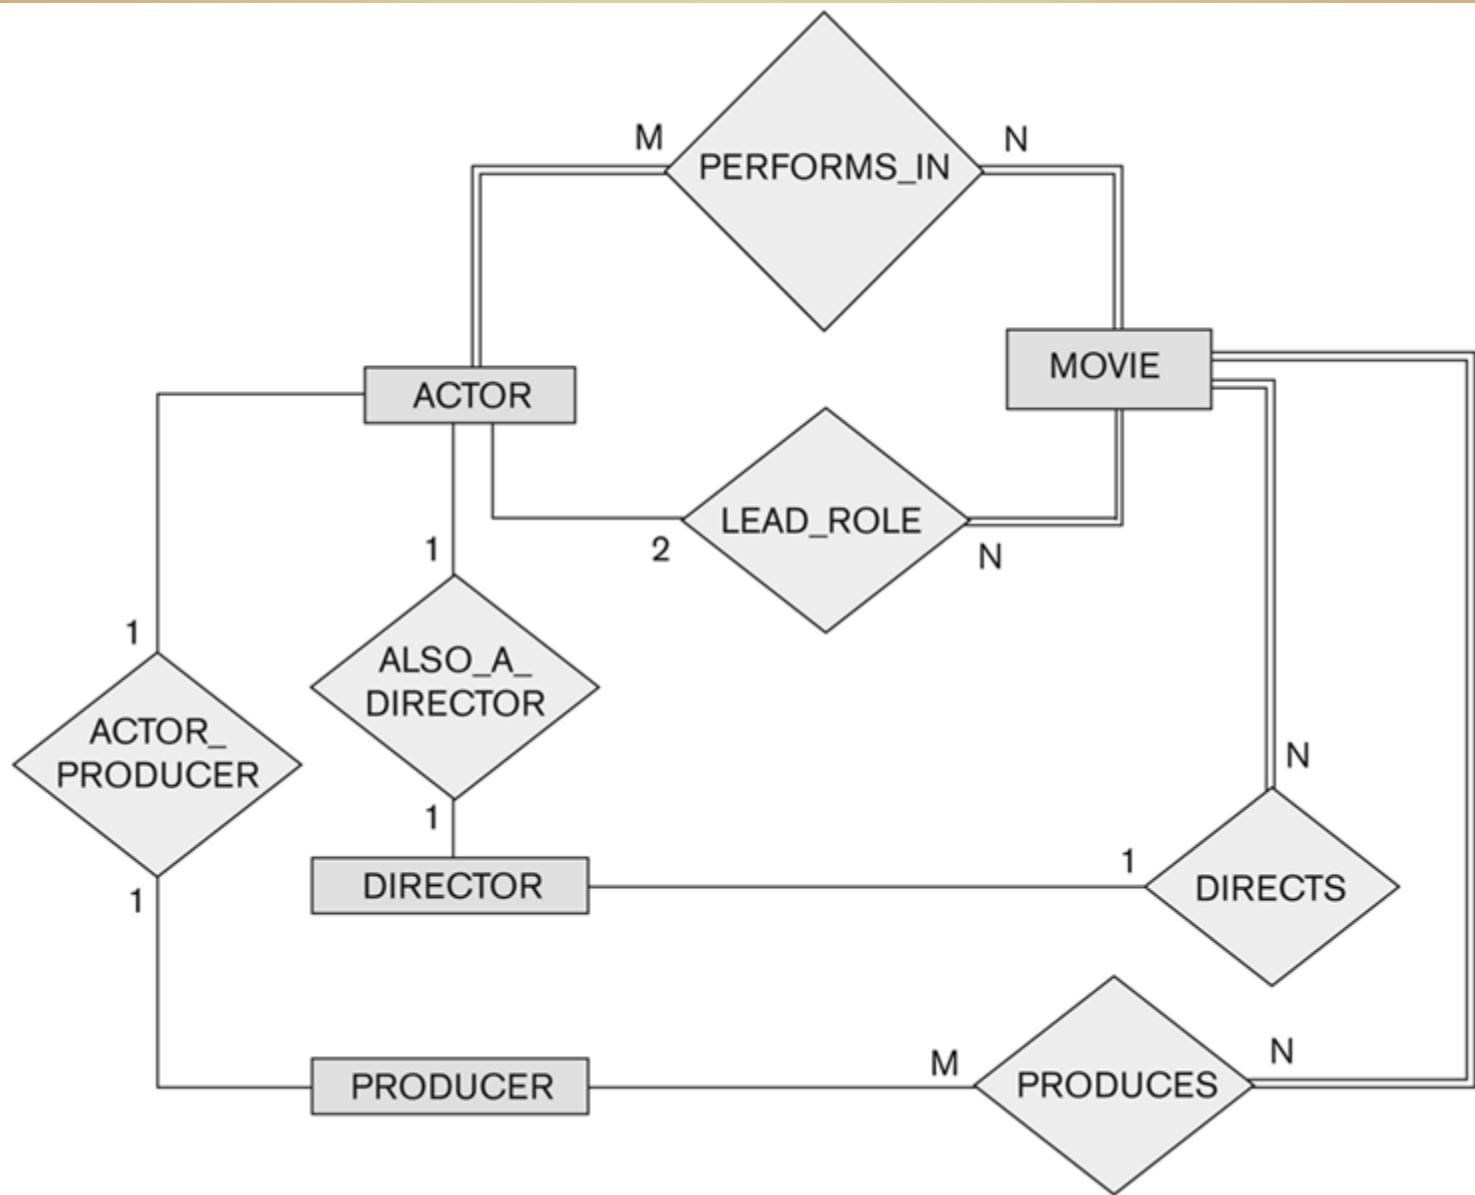 M
N
PERFORMS_IN
MOVIE
ACTOR
LEAD_ROLE
2
N
1
1
ALSO_A_
DIRECTOR
ACTOR_
PRODUCER
N
1
1
1
DIRECTOR
DIRECTS
M
N
PRODUCER
PRODUCES